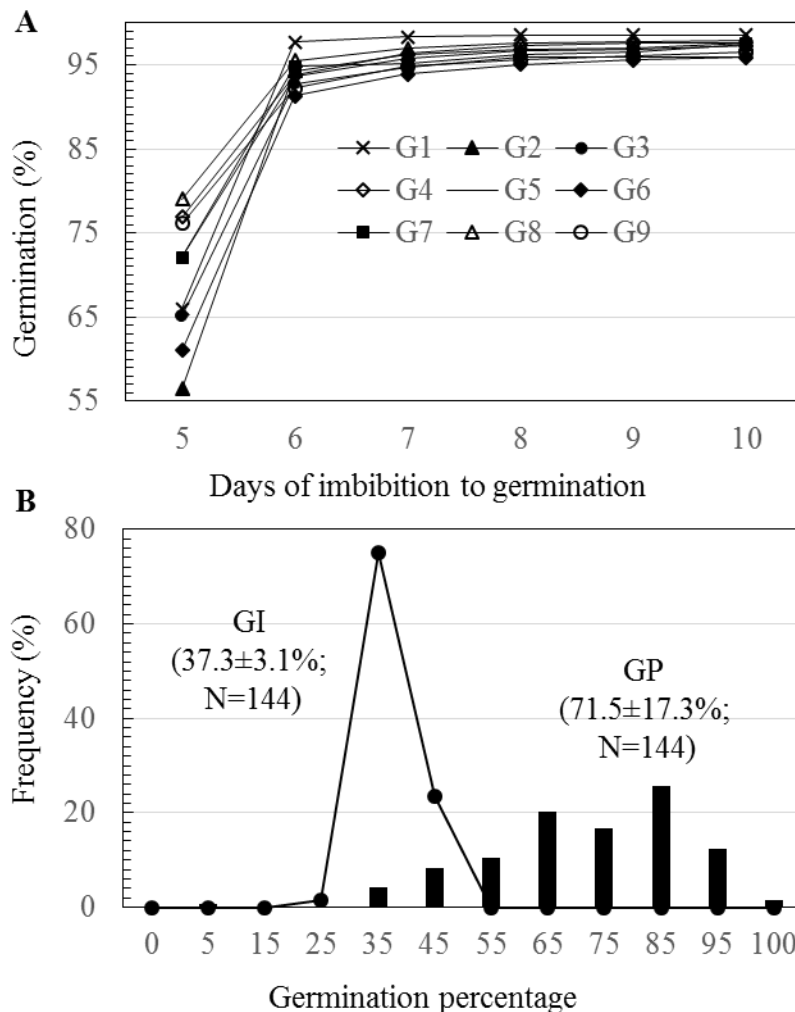 A
95
85
75
65
55
Germination (%)
G1 G2 G3
G4 G5 G6
G7 G8 G9
5 6 7 8 9 10
Days of imbibition to germination
B
80
60
40
20
0
Frequency (%)
GI
(37.3±3.1%;
N=144)
GP
(71.5±17.3%;
N=144)
0 5 15 25 35 45 55 65 75 85 95 100
Germination percentage